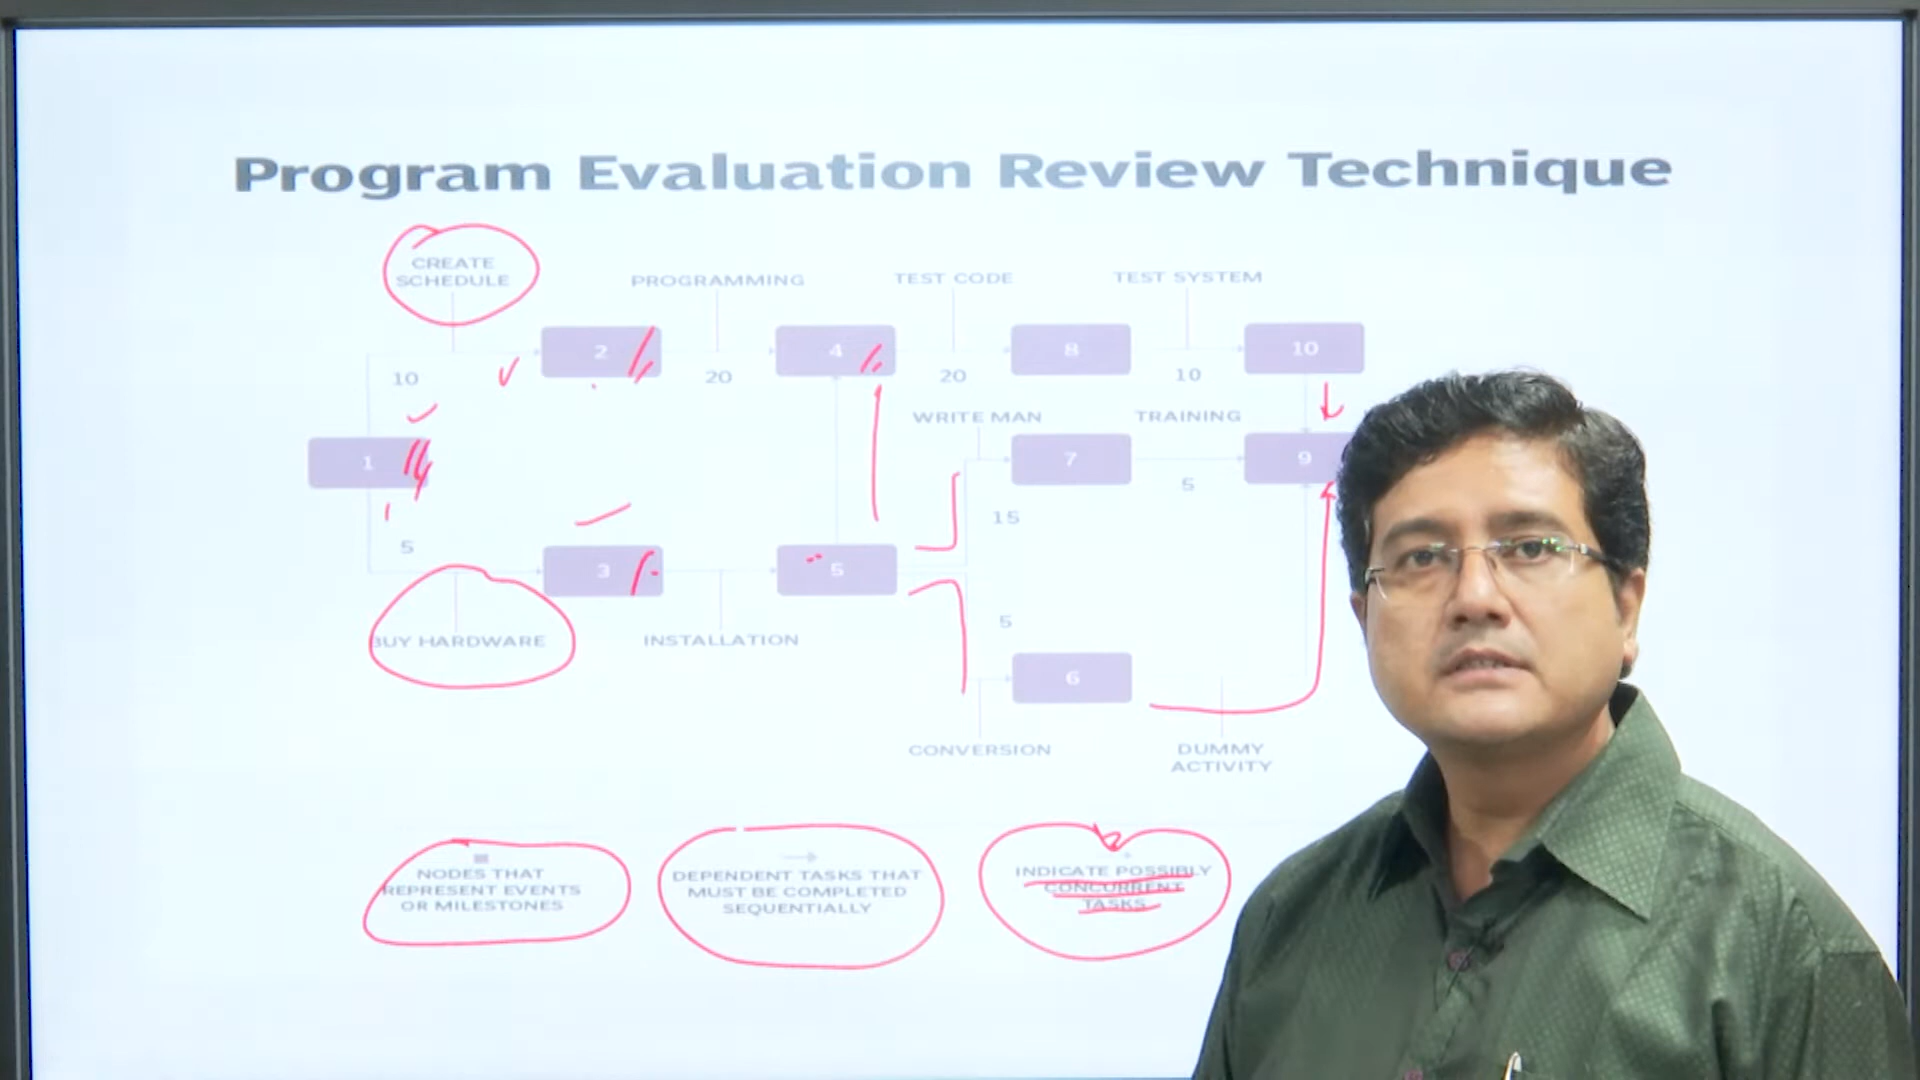 Program Evaluation Review Technique
CREATE
SCHEDULE
PROGRAMMING
TEST CODE
TEST SYSTEM
2
4
8
10
10
20
20
10
WRITE MAN
TRAINING
1
7
9
5
15
5
3
5
5
BUY HARDWARE
INSTALLATION
6
CONVERSION
DUMMY
ACTIVITY
NODES THAT
REPRESENT EVENTS
OR MILESTONES
DEPENDENT TASKS THAT
MUST BE COMPLETED
SEQUENTIALLY
INDICATE POSSIBLY
CONCURRENT
TASKS